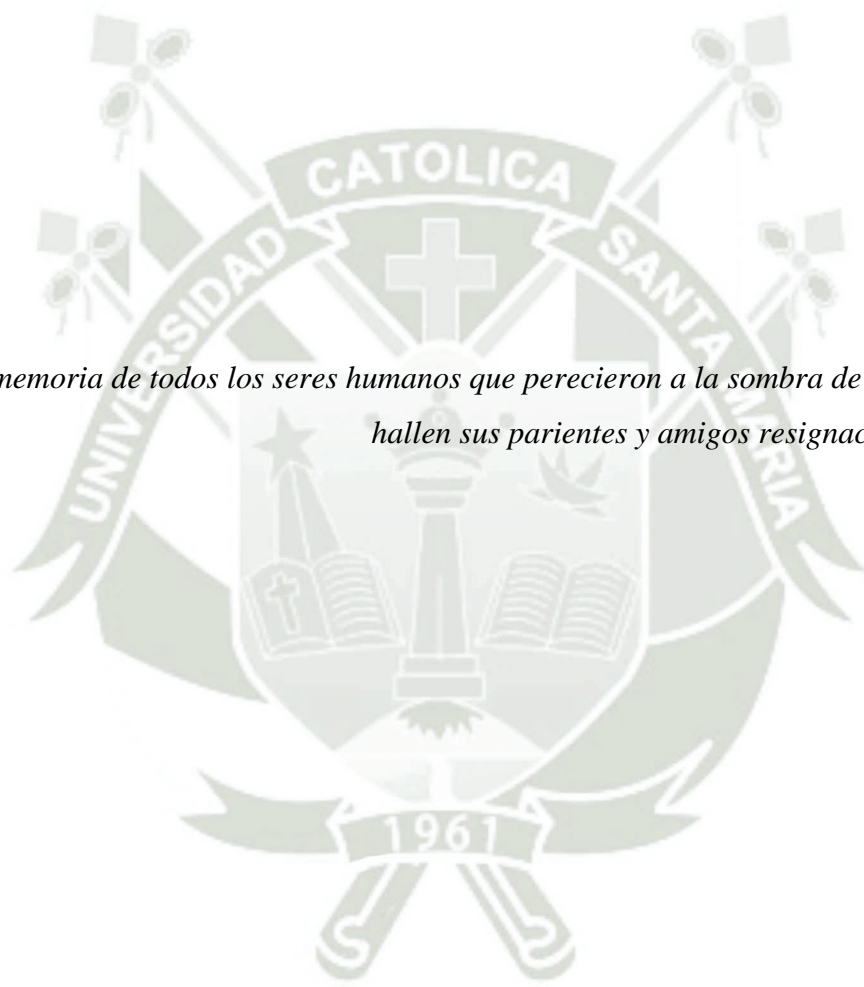 CATOLICA
UNIVERSIDAD
SANTA MARIA
memoria de todos los seres humanos que perecieron a la sombra de
hallen sus parientes y amigos
1961